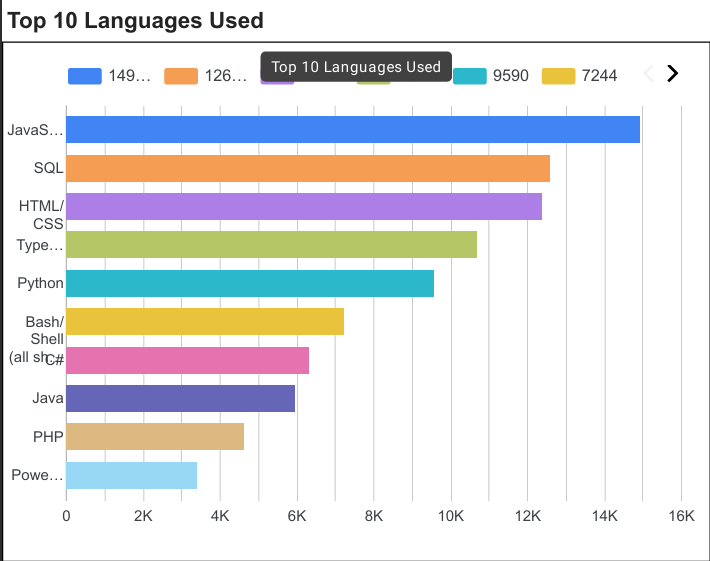 Top 10 Languages Used
149…
126…
Top 10 Languages Used
9590
7244
JavaS…
SQL
HTML/
CSS
Type…
Python
Bash/
Shell
(all sh…
C#
Java
PHP
Powe…
0 2K 4K 6K 8K 10K 12K 14K 16K